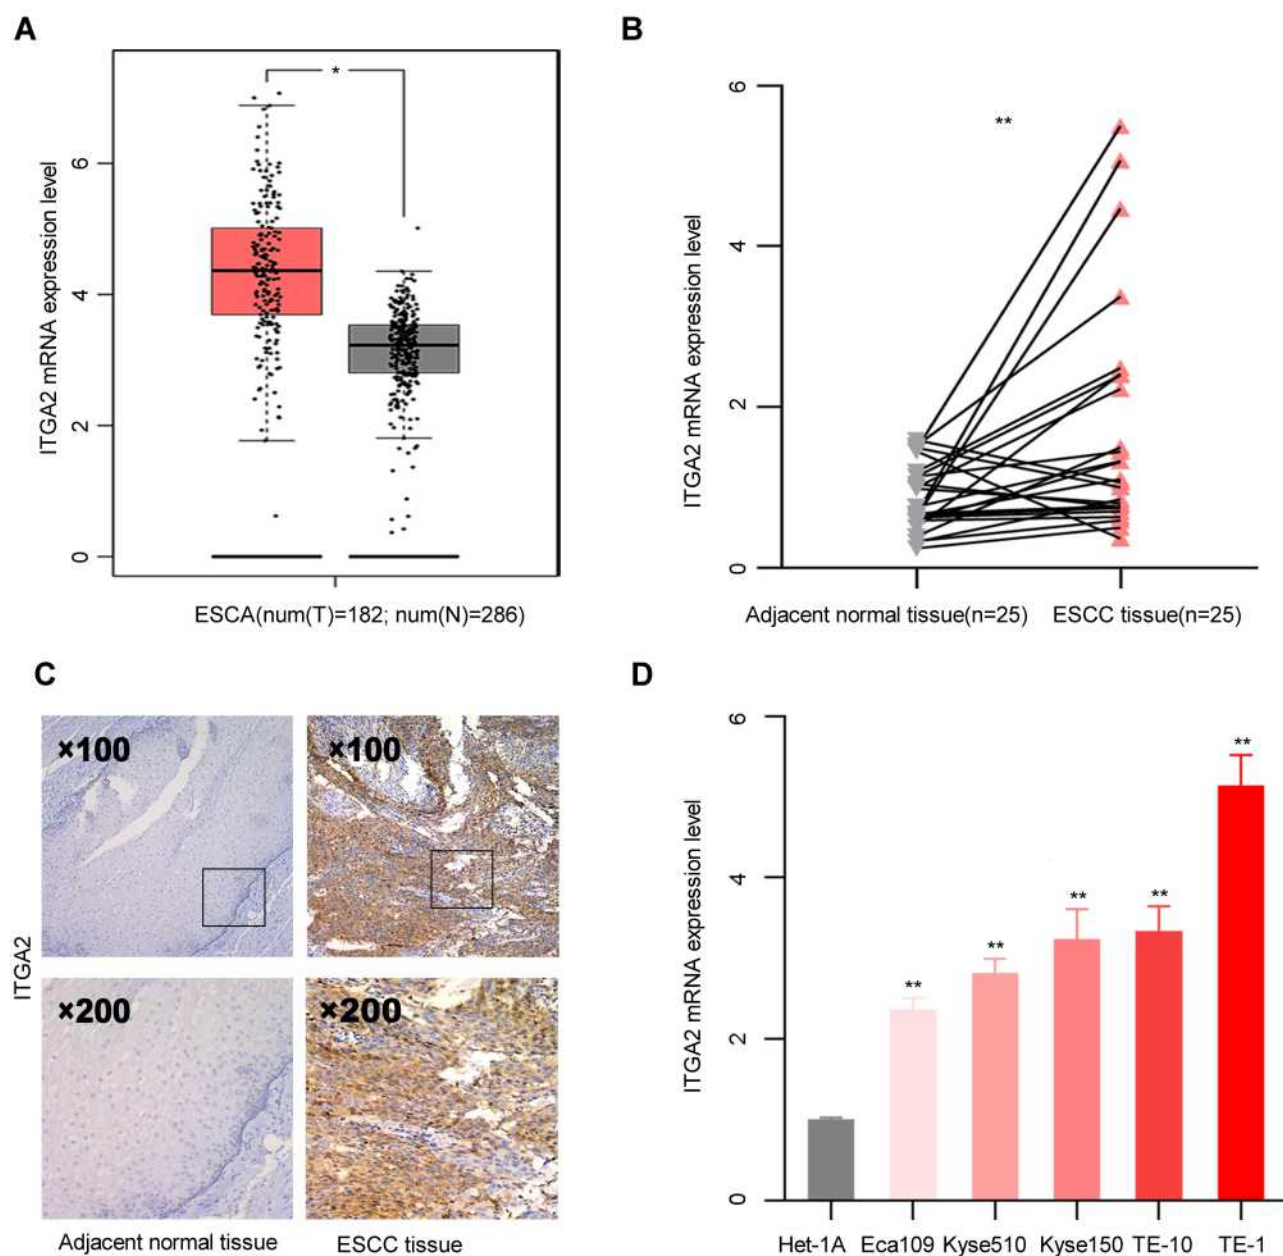 A
ITGA2 mRNA expression level
6
4
2
0
*
ESCA(num(T)=182; num(N)=286)
B
ITGA2 mRNA expression level
6
4
2
0
**
Adjacent normal tissue(n=25)
ESCC tissue(n=25)
C
ITGA2
×100
×100
×200
×200
Adjacent normal tissue
ESCC tissue
D
ITGA2 mRNA expression level
6
4
2
0
**
**
**
**
**
Het-1A
Eca109
Kyse510
Kyse150
TE-10
TE-1